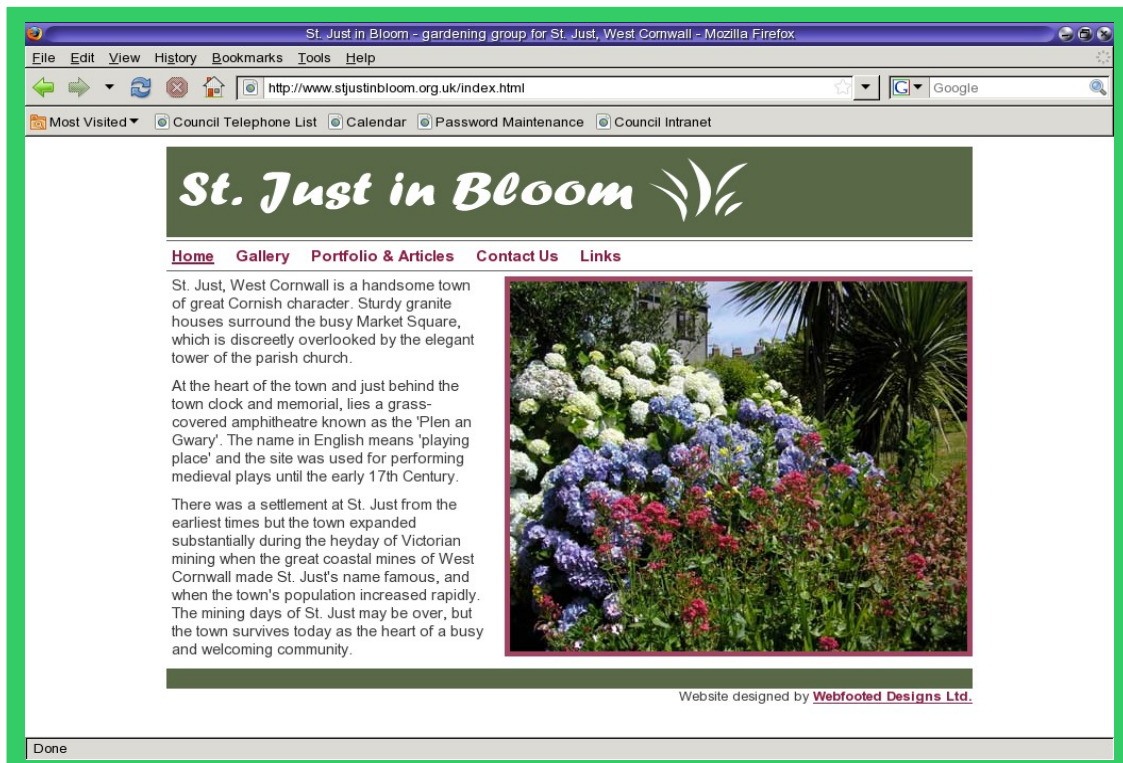 St. Just in Bloom - gardening group for St. Just, West Cornwall - Mozilla Firefox
File Edit View History Bookmarks Tools Help
http://www.stjustinbloom.org.uk/index.html G Google
Most Visited Council Telephone List Calendar Password Maintenance Council Intranet
St. Just in Bloom
Home Gallery Portfolio & Articles Contact Us Links
St. Just, West Cornwall is a handsome town
of great Cornish character. Sturdy granite
houses surround the busy Market Square,
which is discreetly overlooked by the elegant
tower of the parish church.
At the heart of the town and just behind the
town clock and memorial, lies a grass-
covered amphitheatre known as the 'Plen an
Gwary'. The name in English means 'playing
place' and the site was used for performing
medieval plays until the early 17th Century.
There was a settlement at St. Just from the
earliest times but the town expanded
substantially during the heyday of Victorian
mining when the great coastal mines of West
Cornwall made St. Just's name famous, and
when the town's population increased rapidly.
The mining days of St. Just may be over, but
the town survives today as the heart of a busy
and welcoming community.
Website designed by Webfooted Designs Ltd.
Done